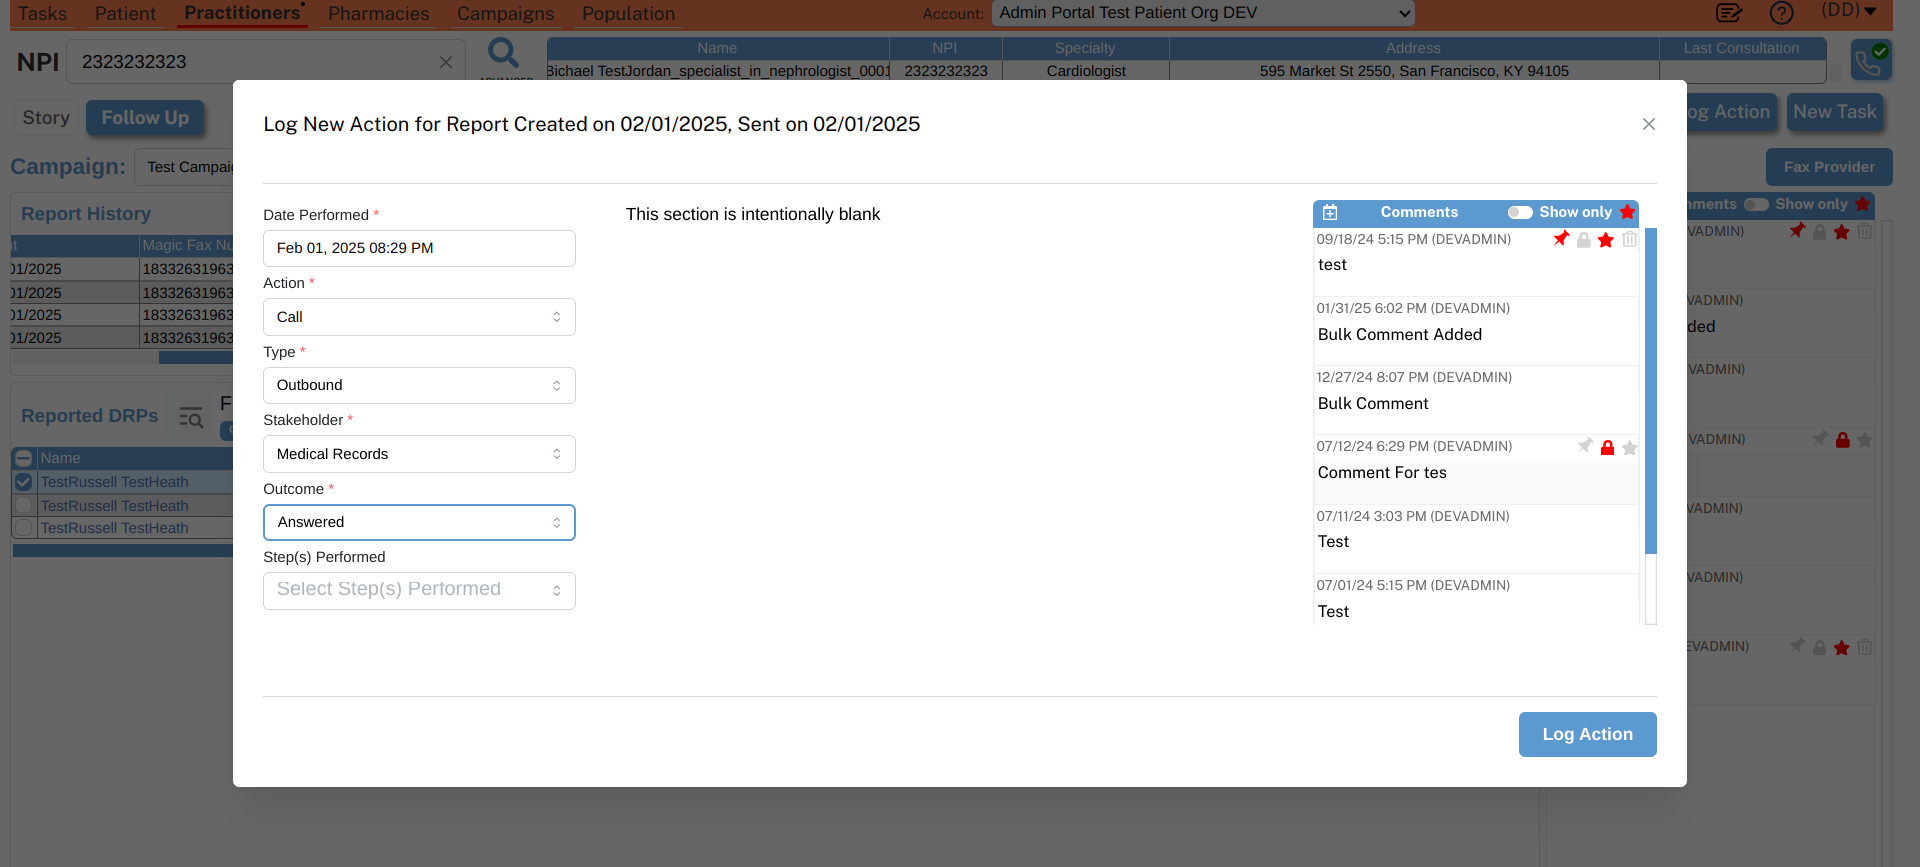 Tasks Patient Practitioners Pharmacies Campaigns Population Account: Admin Portal Test Patient Org DEV (DD)
NPI 2323232323
Name NPI Specialty Address Last Consultation
Bichael TestJordan_specialist_in_nephrologist_0001 2323232323 Cardiologist 595 Market St 2550, San Francisco, KY 94105
Story Follow Up
og Action New Task
Campaign: Test Campaig
Fax Provider
Report History
t Magic Fax Nu
01/2025 18332631963
01/2025 18332631963
01/2025 18332631963
01/2025 18332631963
Reported DRPs F
Name
TestRussell TestHeath
TestRussell TestHeath
TestRussell TestHeath
Log New Action for Report Created on 02/01/2025, Sent on 02/01/2025
Date Performed *
Feb 01, 2025 08:29 PM
Action *
Call
Type *
Outbound
Stakeholder *
Medical Records
Outcome *
Answered
Step(s) Performed
Select Step(s) Performed
This section is intentionally blank
Comments Show only
09/18/24 5:15 PM (DEVADMIN)
test
01/31/25 6:02 PM (DEVADMIN)
Bulk Comment Added
12/27/24 8:07 PM (DEVADMIN)
Bulk Comment
07/12/24 6:29 PM (DEVADMIN)
Comment For tes
07/11/24 3:03 PM (DEVADMIN)
Test
07/01/24 5:15 PM (DEVADMIN)
Test
Log Action
mments Show only
VADMIN)
VADMIN)
ded
VADMIN)
VADMIN)
VADMIN)
VADMIN)
EVADMIN)